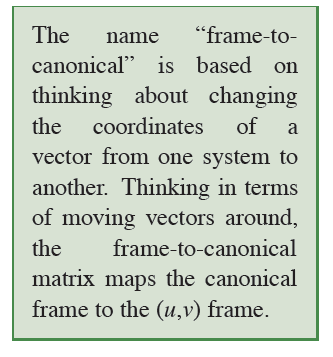 The name “frame-to-
canonical” is based on
thinking about changing
the coordinates of a
vector from one system to
another. Thinking in terms
of moving vectors around,
the frame-to-canonical
matrix maps the canonical
frame to the (u,v) frame.